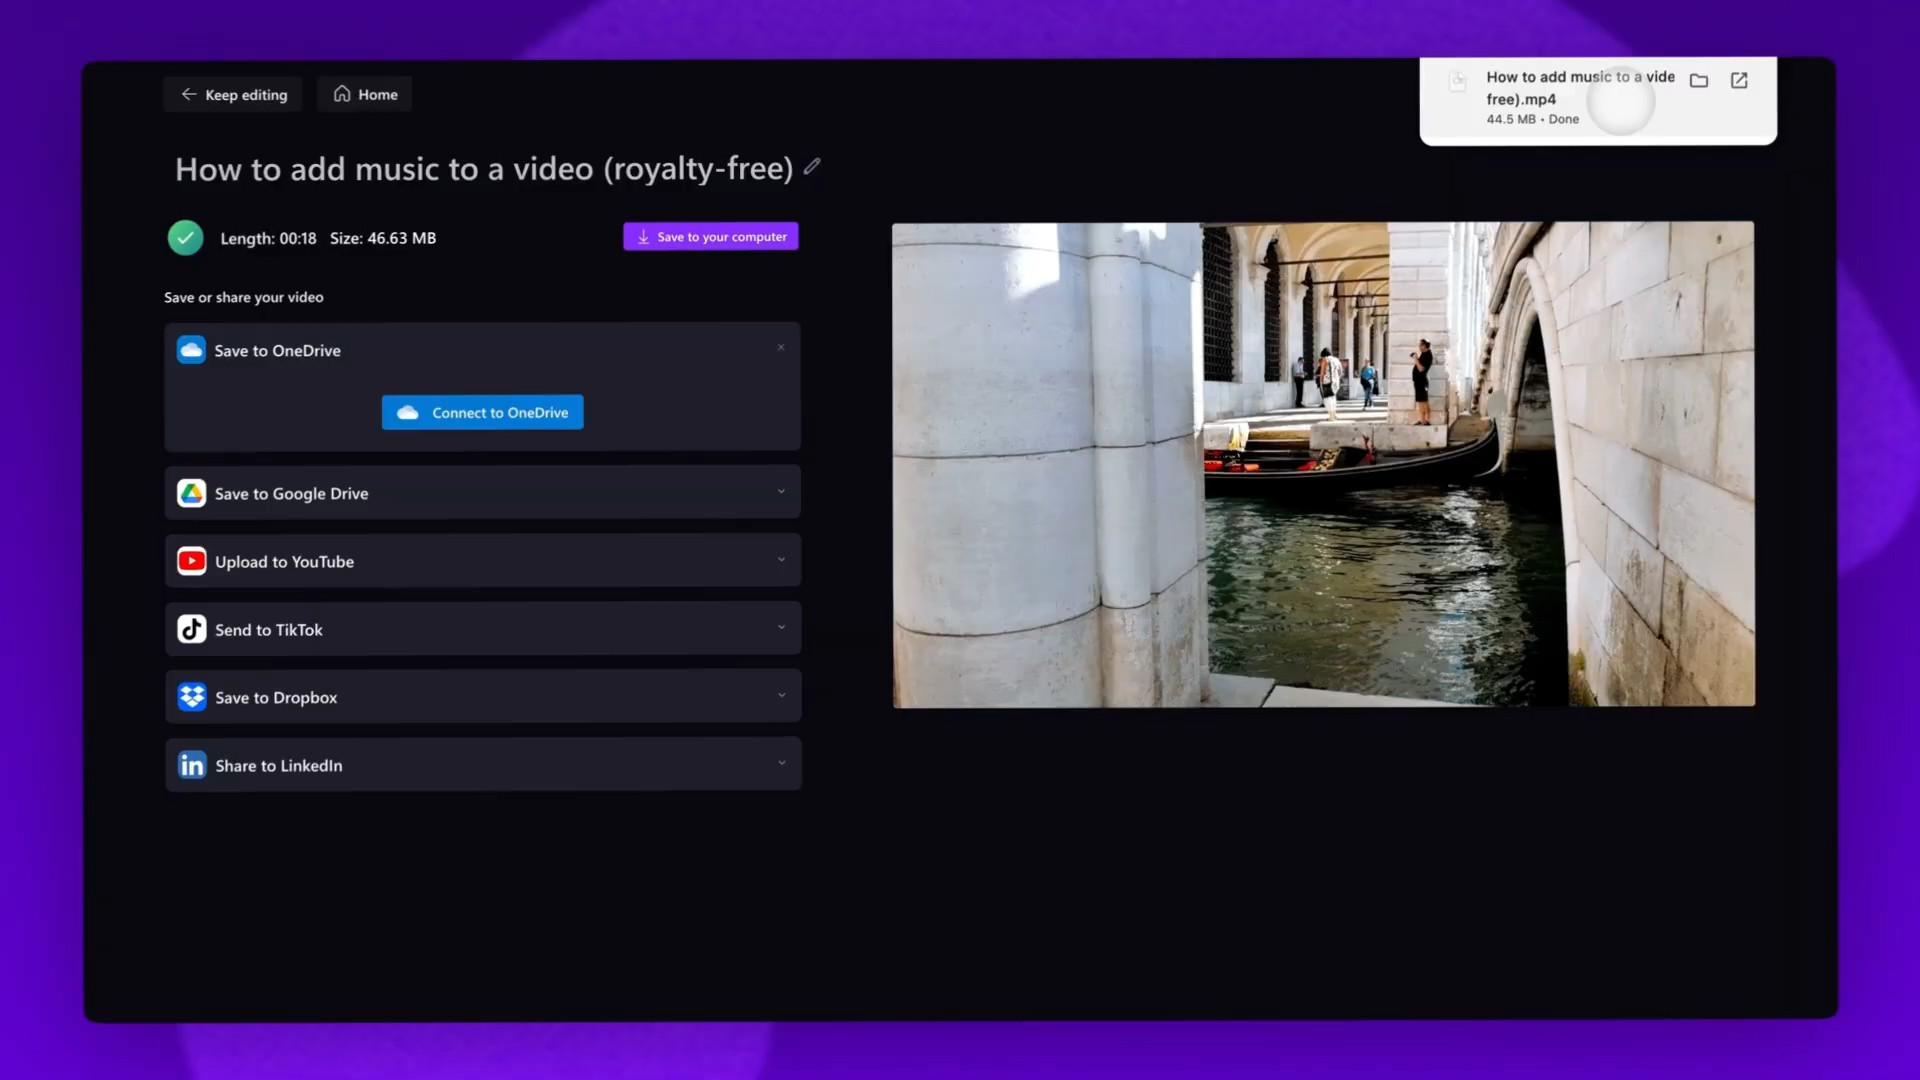 Keep editing
Home
How to add music to a vide
free).mp4
44.5 MB • Done
How to add music to a video (royalty-free)
Length: 00:18 Size: 46.63 MB
Save to your computer
Save or share your video
Save to OneDrive
Connect to OneDrive
Save to Google Drive
Upload to YouTube
Send to TikTok
Save to Dropbox
in Share to LinkedIn